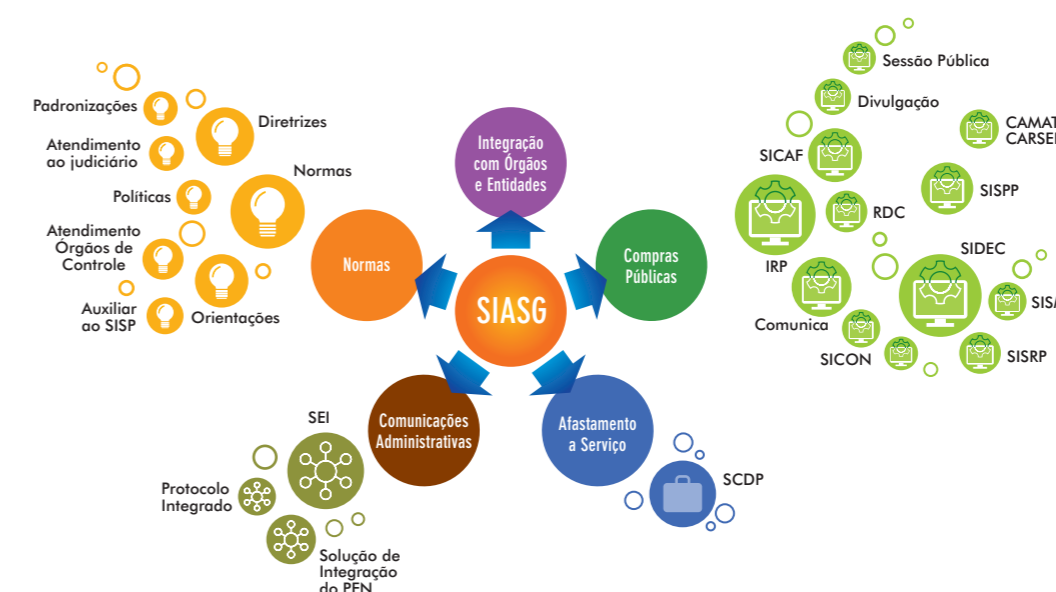 Padronizações
Diretrizes
Atendimento
ao judiciário
Normas
Políticas
Atendimento
Órgãos de
Controle
Auxiliar
ao SISP
Orientações
Integração
com Órgãos
e Entidades
Normas
SIASG
Compras
Públicas
Comunicações
Administrativas
Afastamento
a Serviço
SEI
Protocolo
Integrado
Solução de
Integração
do PEN
SCDP
Sessão Pública
Divulgação
SICAF
SISPP
RDC
IRP
SIDEC
Comunica
SICON
SISRP